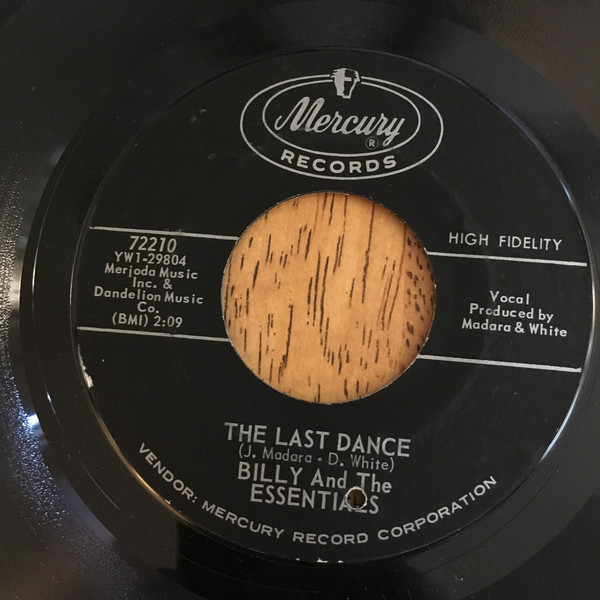 Mercury
®
RECORDS
72210
YW1-29804
Merjoda Music
Inc. &
Dandelion Music
Co.
(BMI) 2:09
HIGH FIDELITY
Vocal
Produced by
Madara & White
THE LAST DANCE
(J. Madara - D. White)
BILLY And The
ESSENTIALS
VENDOR: MERCURY RECORD CORPORATION